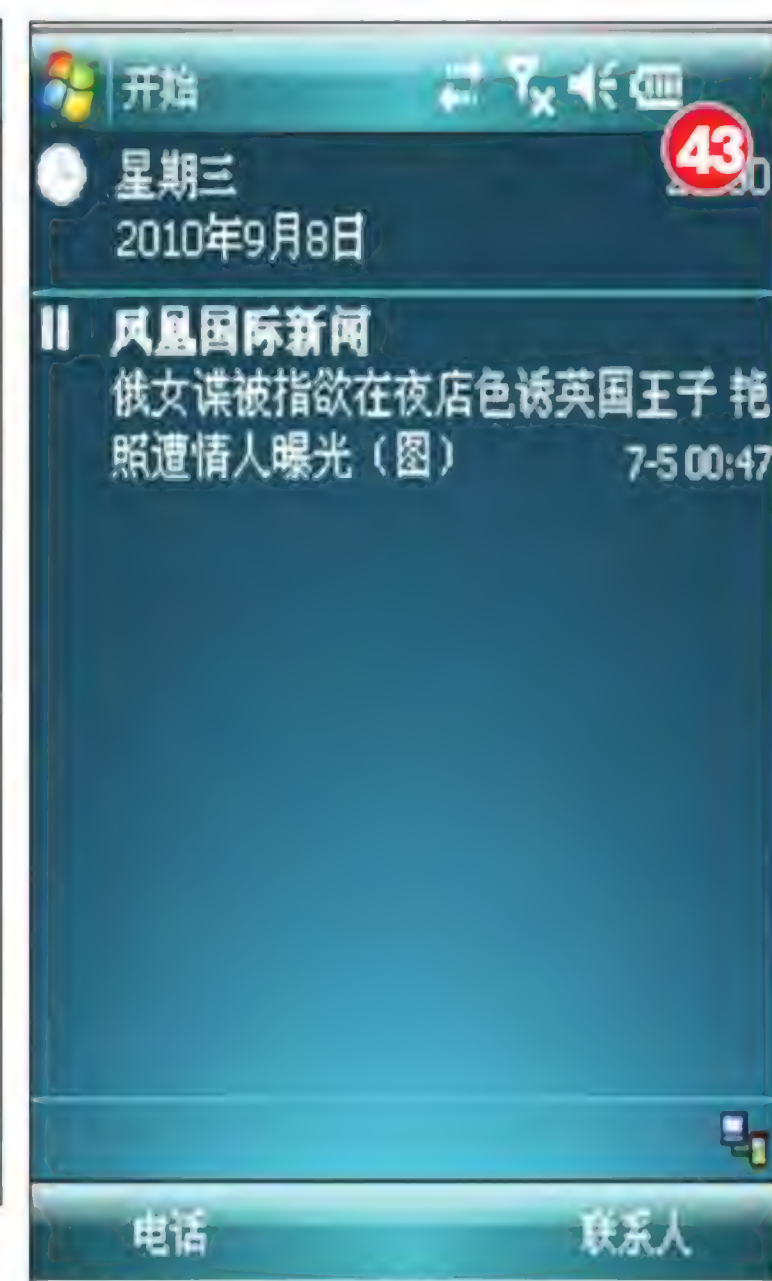 开始
43
星期三
2010年9月8日
凤凰国际新闻
俄女谍被指欲在夜店色诱英国王子 艳
照遭情人曝光（图）
7-5 00:47
电话
联系人